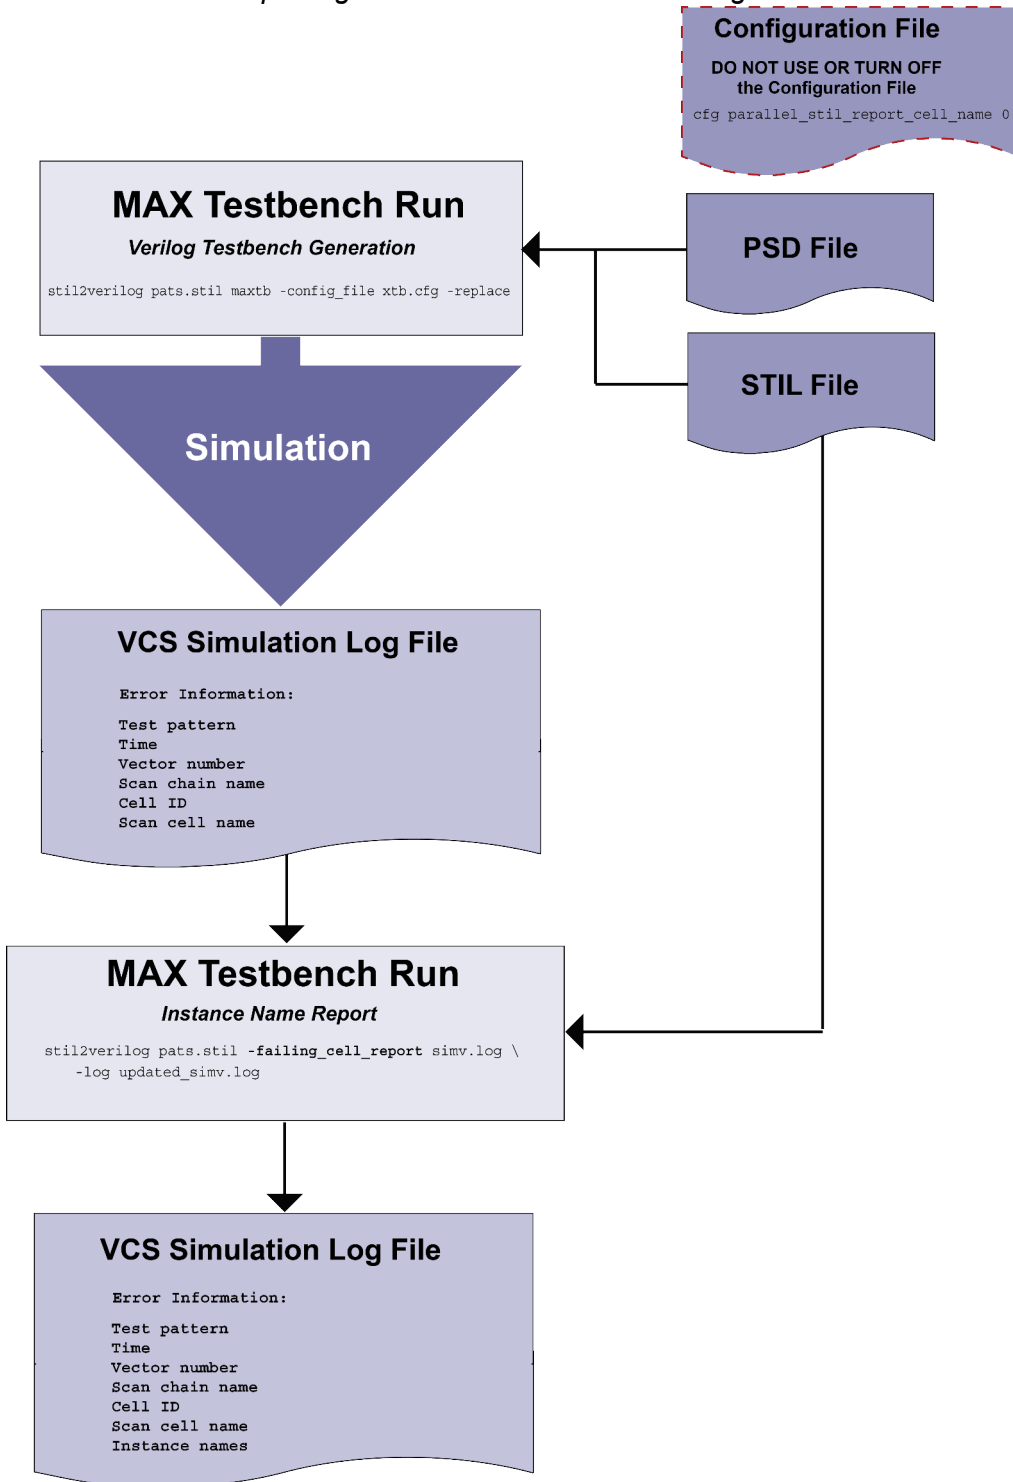 Configuration File
DO NOT USE OR TURN OFF
the Configuration File
cfg parallel_stil_report_cell_name 0
MAX Testbench Run
Verilog Testbench Generation
stil2verilog pats.stil maxtb -config_file xtb.cfg -replace
PSD File
STIL File
Simulation
VCS Simulation Log File
Error Information:
Test pattern
Time
Vector number
Scan chain name
Cell ID
Scan cell name
MAX Testbench Run
Instance Name Report
stil2verilog pats.stil -failing_cell_report simv.log \
-log updated_simv.log
VCS Simulation Log File
Error Information:
Test pattern
Time
Vector number
Scan chain name
Cell ID
Scan cell name
Instance names